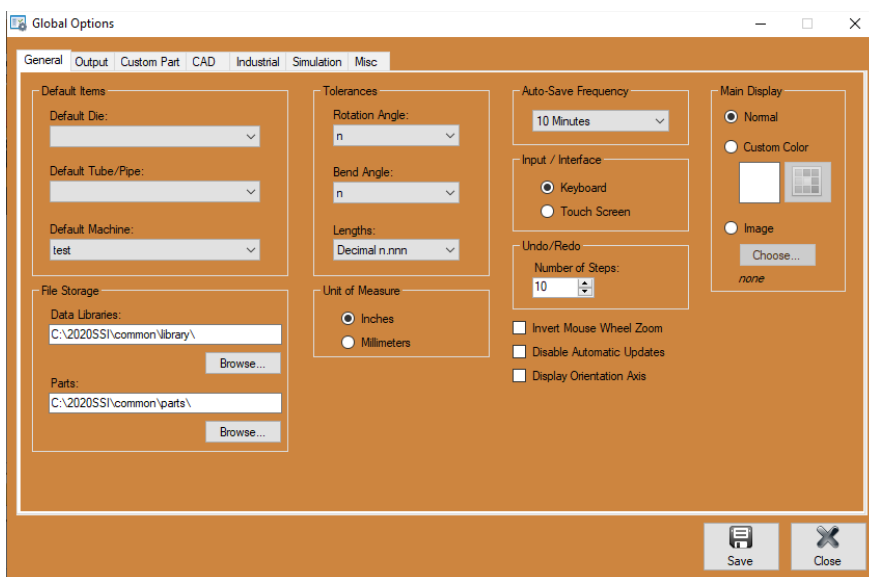 Global Options
General Output Custom Part CAD Industrial Simulation Misc
Default Items
Default Die:
Default Tube/Pipe:
Default Machine:
test
File Storage
Data Libraries:
C:\2020SSI\common\library\
Browse...
Parts:
C:\2020SSI\common\parts\
Browse...
Tolerances
Rotation Angle:
n
Bend Angle:
n
Lengths:
Decimal n.nnn
Unit of Measure
Inches
Millimeters
Auto-Save Frequency
10 Minutes
Input / Interface
Keyboard
Touch Screen
Undo/Redo
Number of Steps:
10
Invert Mouse Wheel Zoom
Disable Automatic Updates
Display Orientation Axis
Main Display
Normal
Custom Color
Image
Choose...
none
Save
Close